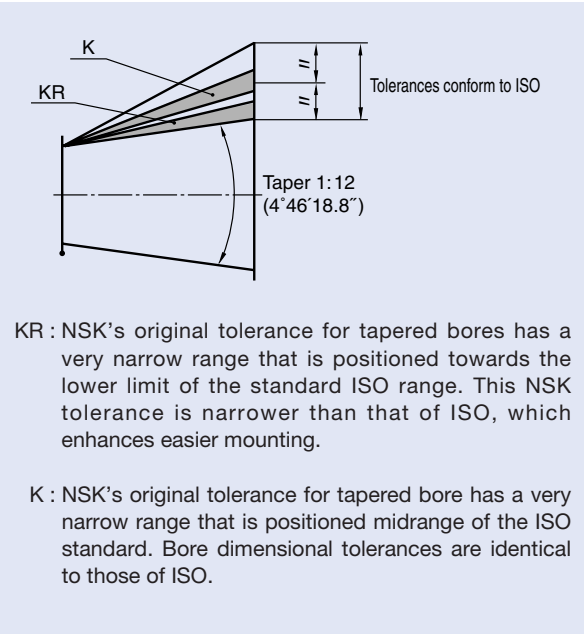 K
KR
=
=
Tolerances conform to ISO
Taper 1:12
(4˚46´18.8˝)
KR : NSK's original tolerance for tapered bores has a
very narrow range that is positioned towards the
lower limit of the standard ISO range. This NSK
tolerance is narrower than that of ISO, which
enhances easier mounting.
K : NSK's original tolerance for tapered bore has a very
narrow range that is positioned midrange of the ISO
standard. Bore dimensional tolerances are identical
to those of ISO.